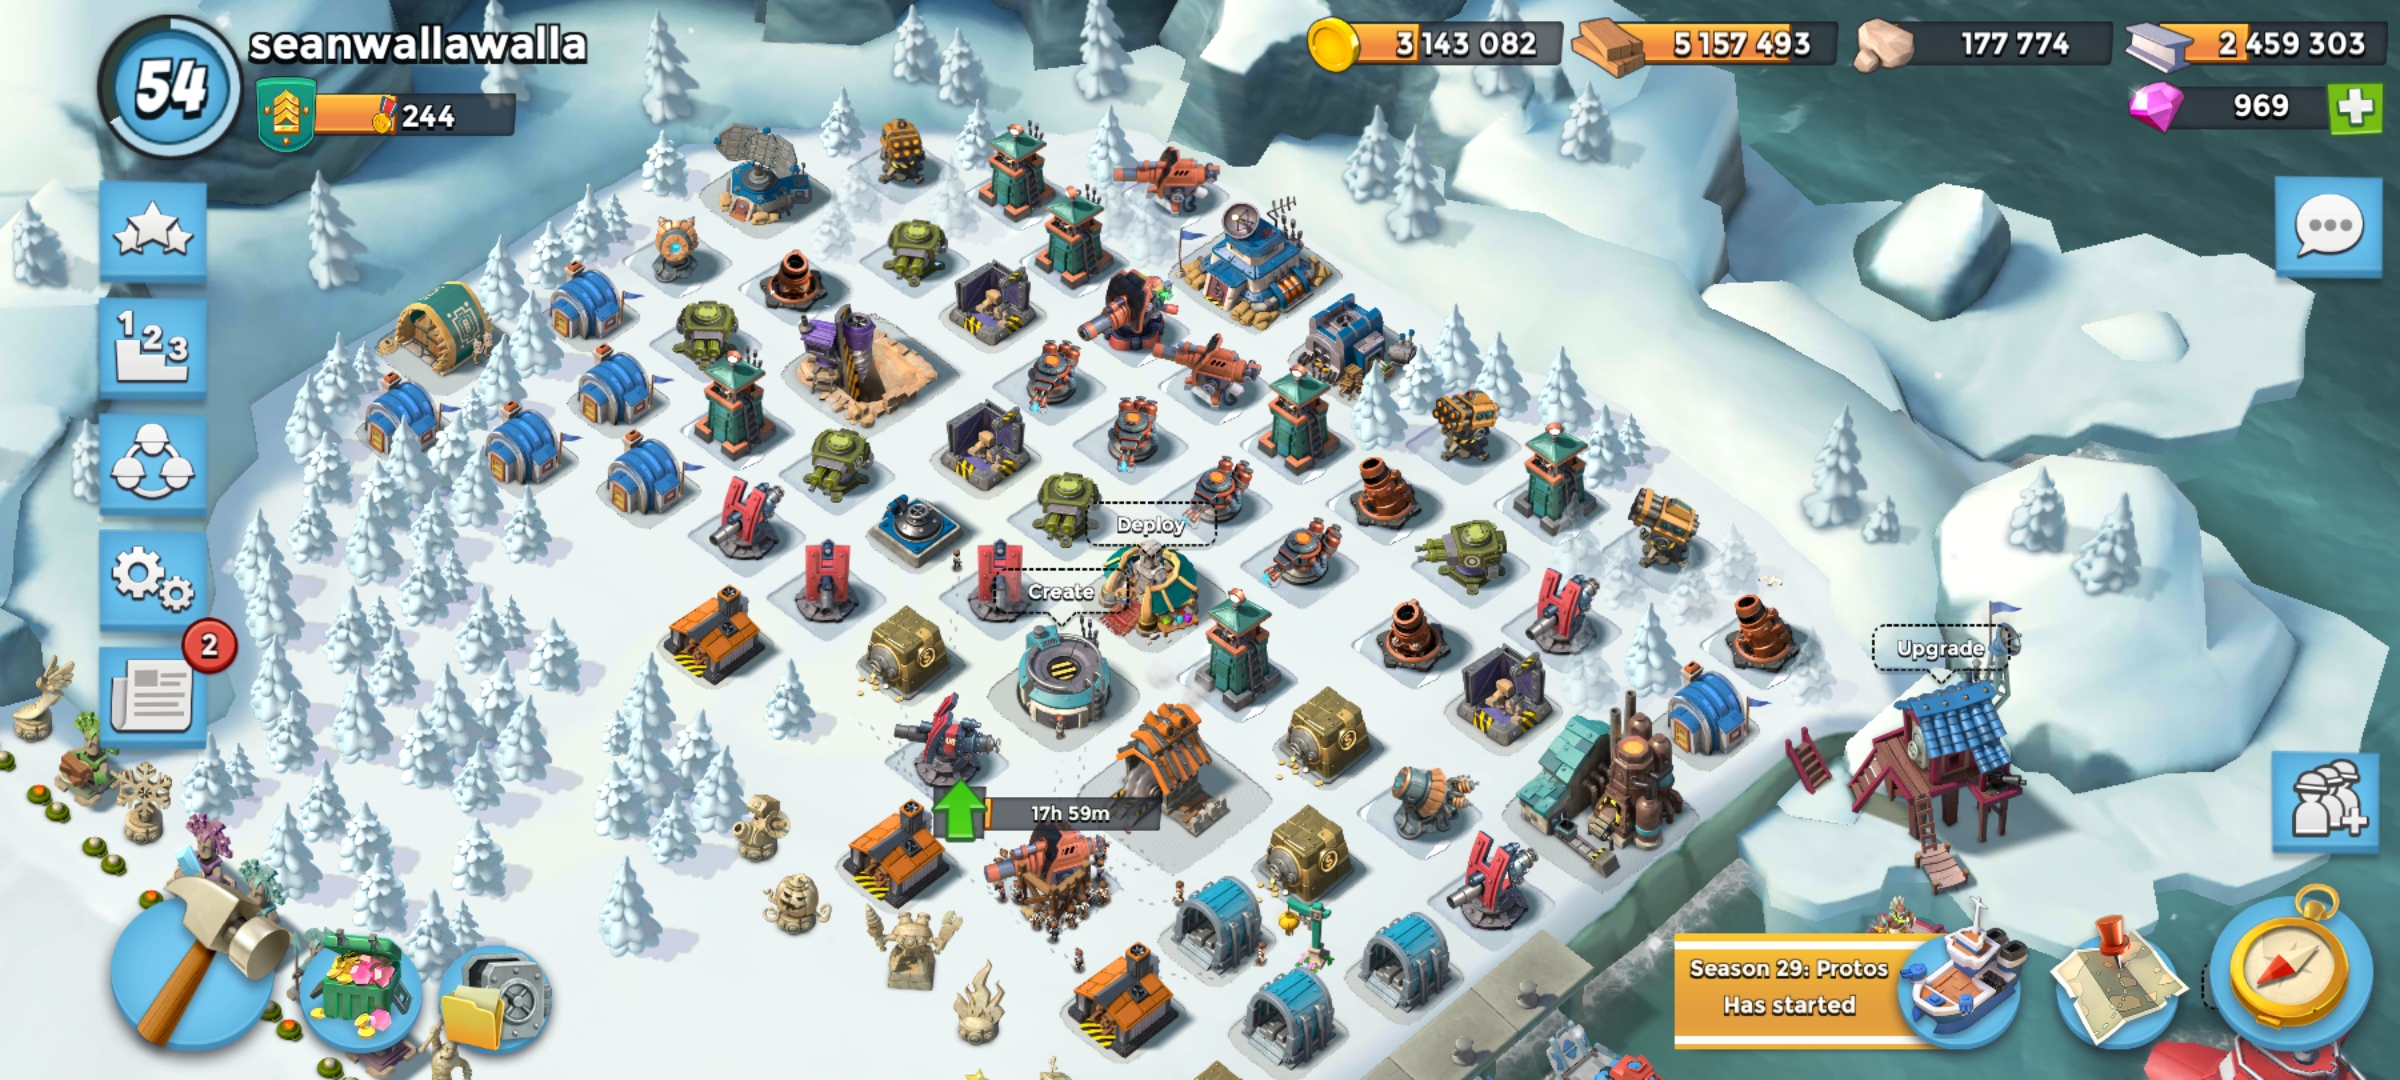 54
seanwallawalla
244
3 143 082
5 157 493
177 774
2 459 303
969
123
2
Deploy
Create
Upgrade
17h 59m
Season 29: Protos
Has started